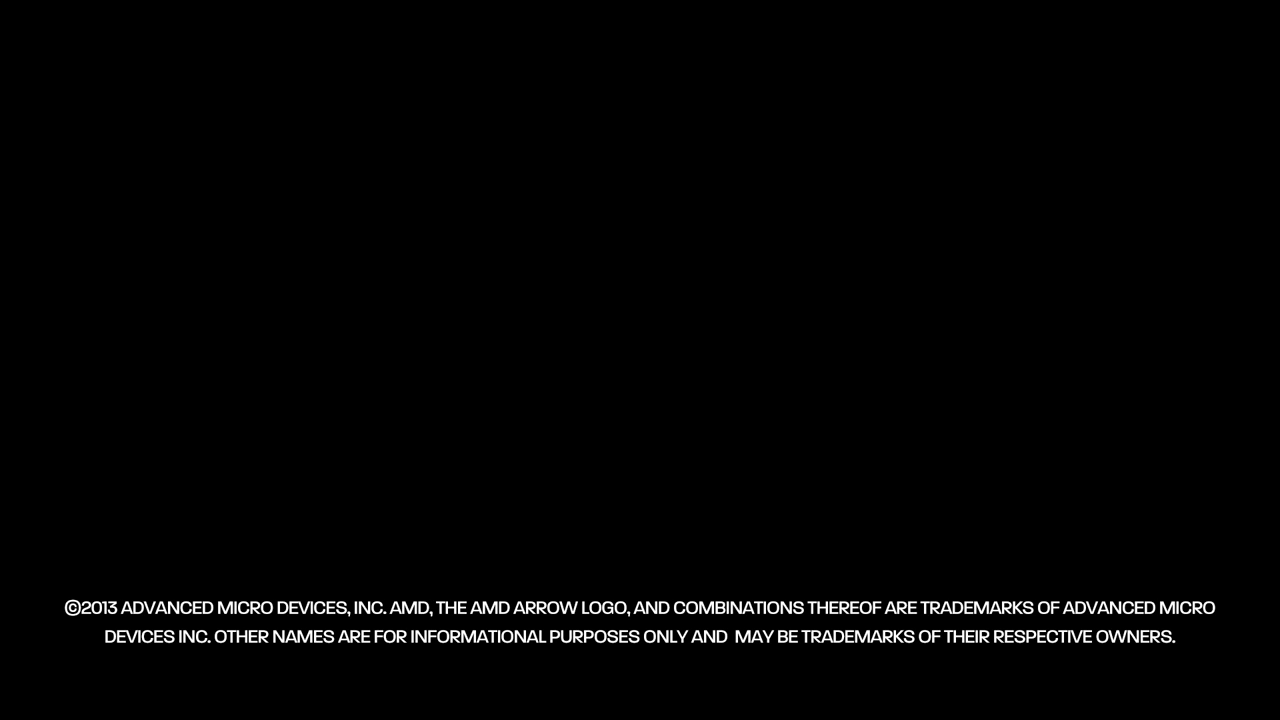 ©2013 ADVANCED MICRO DEVICES, INC. AMD, THE AMD ARROW LOGO, AND COMBINATIONS THEREOF ARE TRADEMARKS OF ADVANCED MICRO
DEVICES INC. OTHER NAMES ARE FOR INFORMATIONAL PURPOSES ONLY AND  MAY BE TRADEMARKS OF THEIR RESPECTIVE OWNERS.